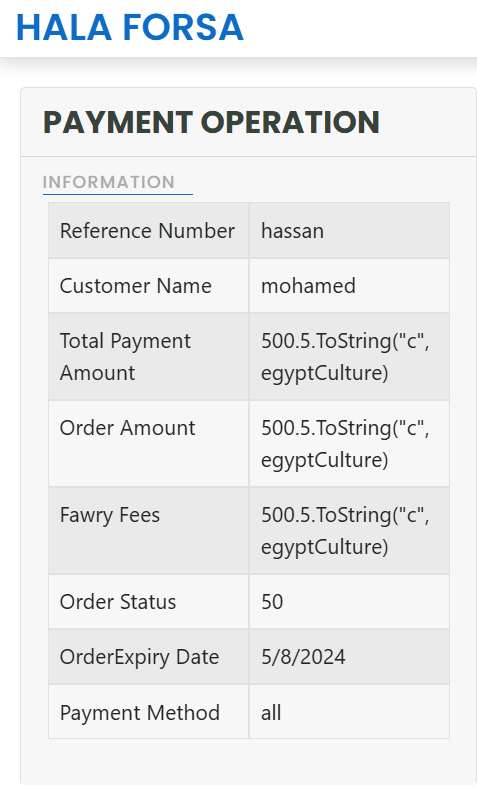 HALA FORSA
PAYMENT OPERATION
INFORMATION
Reference Number hassan
Customer Name mohamed
Total Payment Amount 500.5.ToString("c",
egyptCulture)
Order Amount 500.5.ToString("c",
egyptCulture)
Fawry Fees 500.5.ToString("c",
egyptCulture)
Order Status 50
OrderExpiry Date 5/8/2024
Payment Method all